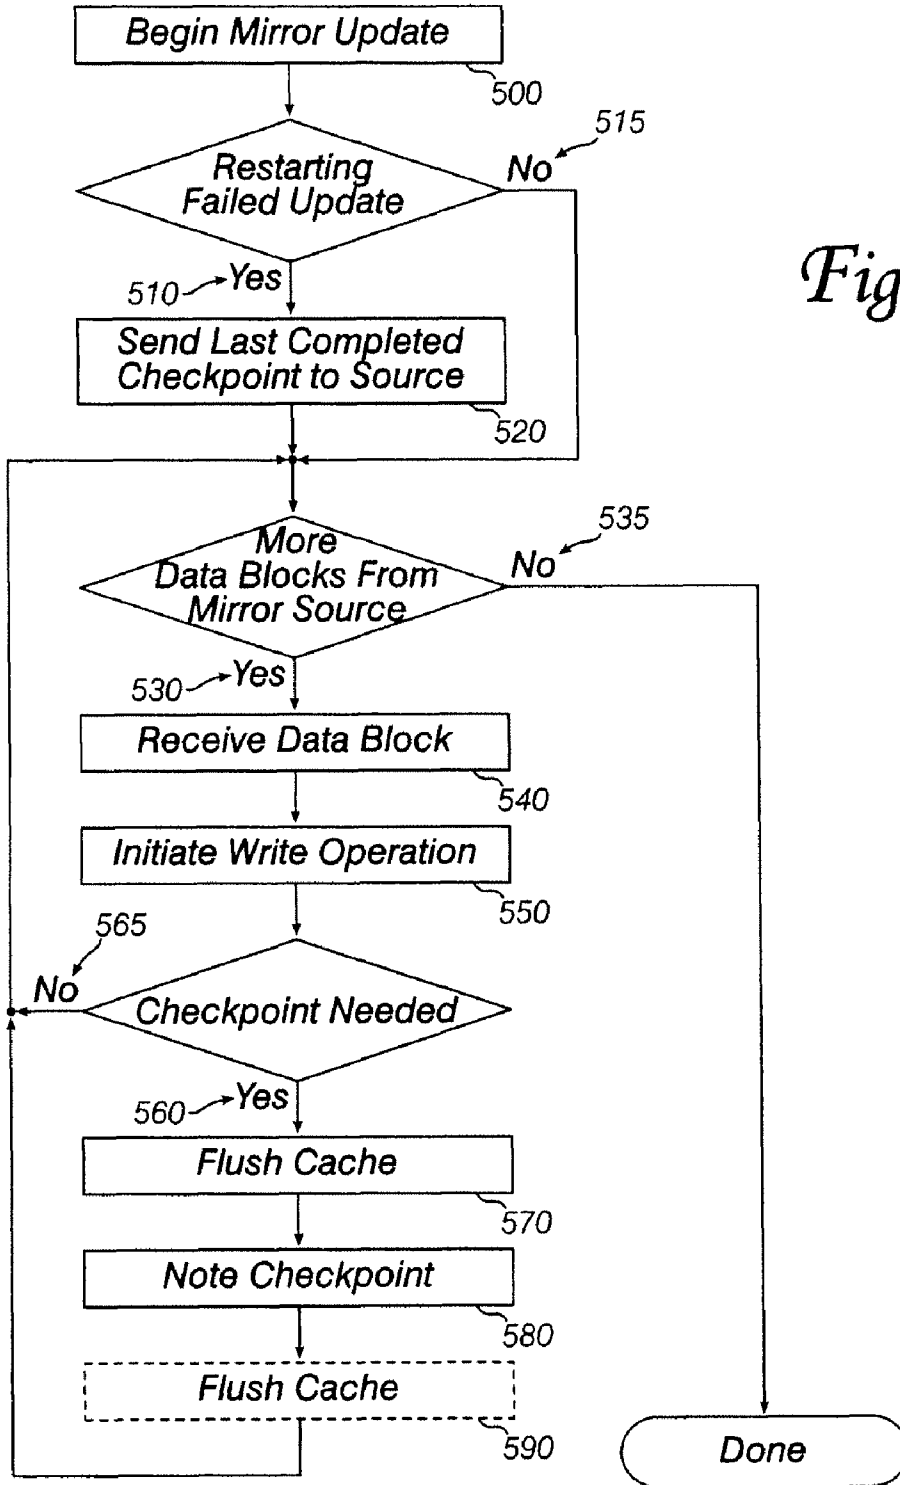 Begin Mirror Update
500
515
Restarting
Failed Update
No
510
Yes
Fig
Send Last Completed
Checkpoint to Source
520
535
More
Data Blocks From
Mirror Source
No
530
Yes
Receive Data Block
540
Initiate Write Operation
550
565
No
Checkpoint Needed
560
Yes
Flush Cache
570
Note Checkpoint
580
Flush Cache
590
Done